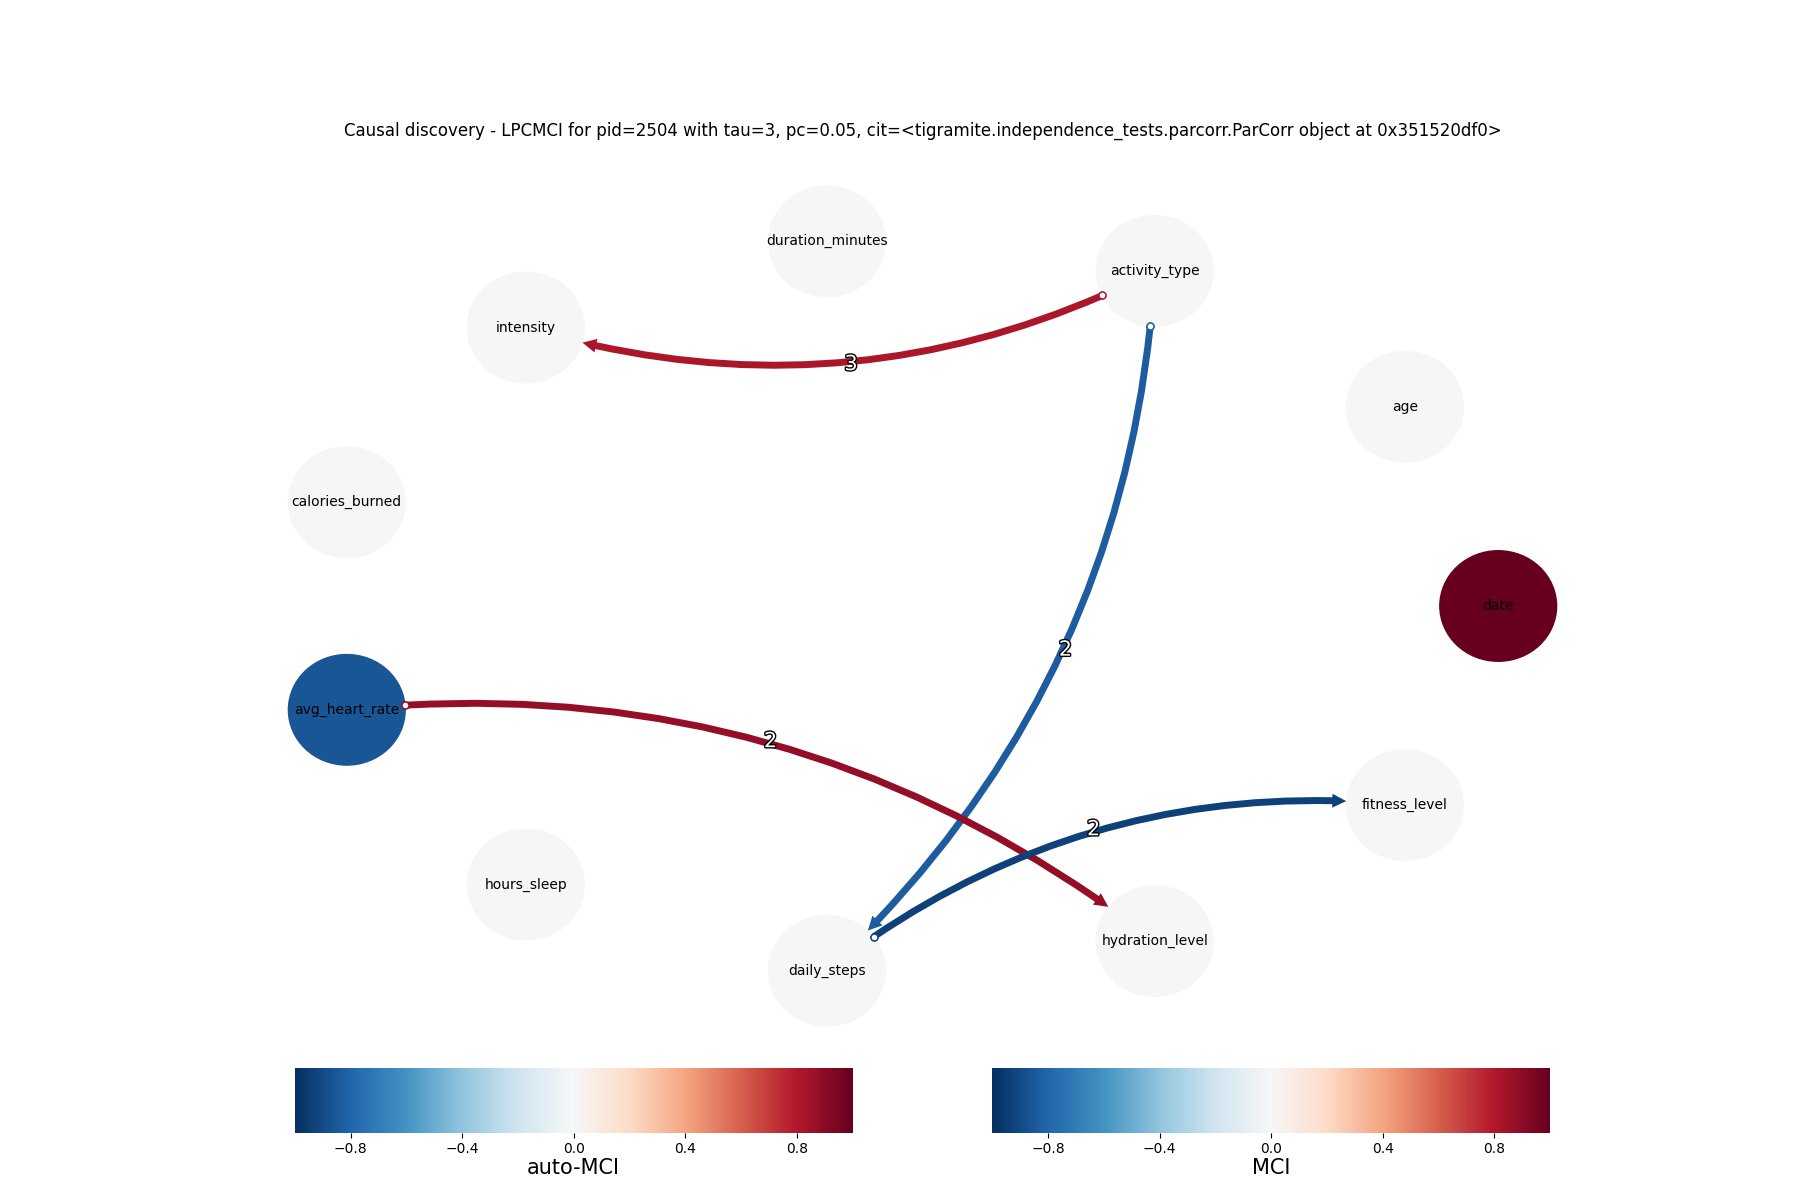 Causal discovery - LPCMCI for pid=2504 with tau=3, pc=0.05, cit=<tigramite.independence_tests.parcorr.ParCorr object at 0x351520df0>
duration_minutes
activity_type
intensity
3
age
calories_burned
date
2
avg_heart_rate
2
fitness_level
2
hours_sleep
hydration_level
daily_steps
−0.8 −0.4 0.0 0.4 0.8
auto-MCI
−0.8 −0.4 0.0 0.4 0.8
MCI